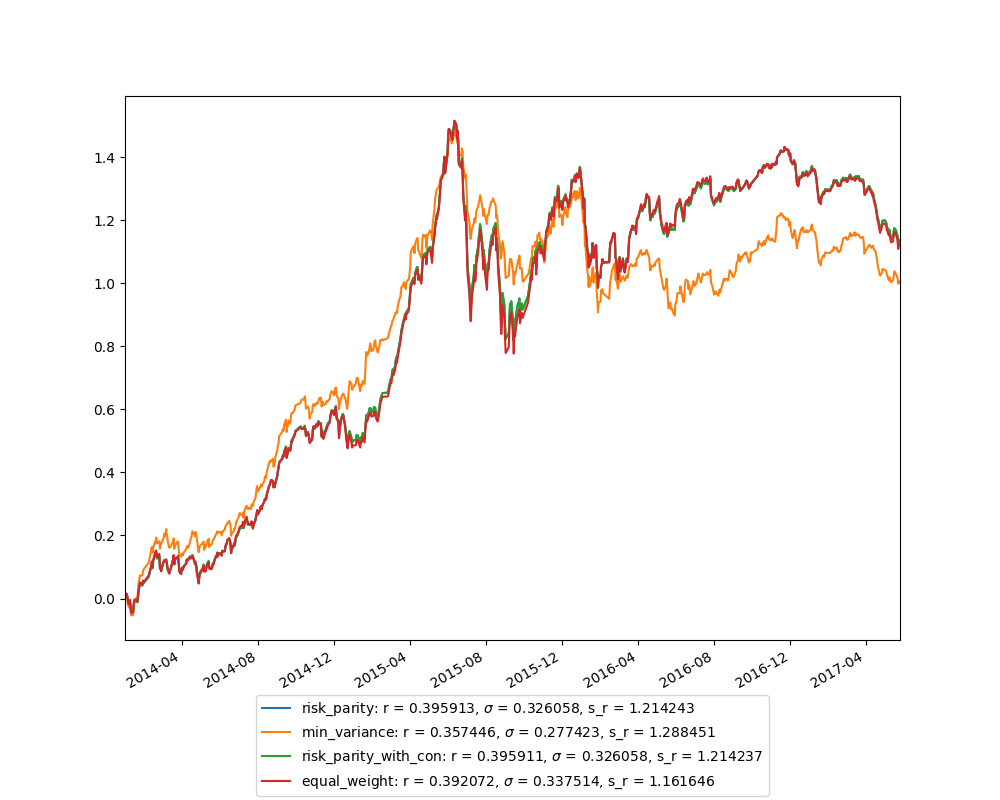 1.4
1.2
1.0
0.8
0.6
0.4
0.2
0.0
2014-04 2014-08 2014-12 2015-04 2015-08 2015-12 2016-04 2016-08 2016-12 2017-04
risk_parity: r = 0.395913, σ = 0.326058, s_r = 1.214243
min_variance: r = 0.357446, σ = 0.277423, s_r = 1.288451
risk_parity_with_con: r = 0.395911, σ = 0.326058, s_r = 1.214237
equal_weight: r = 0.392072, σ = 0.337514, s_r = 1.161646